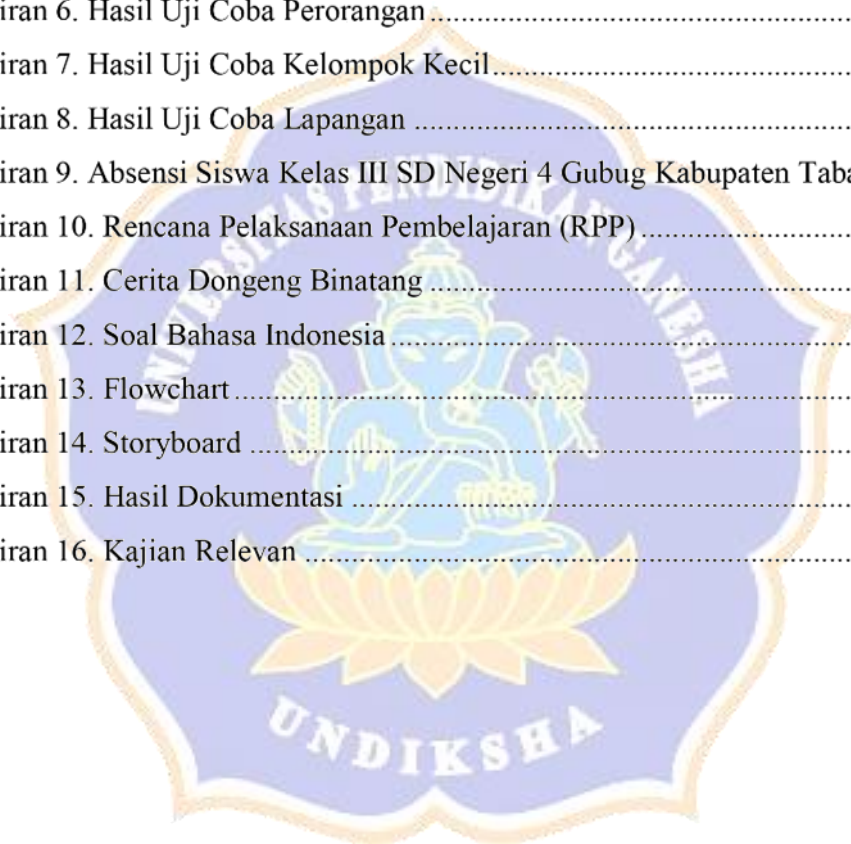 iran 6. Hasil Uji Coba Perorangan
iran 7. Hasil Uji Coba Kelompok Kecil
iran 8. Hasil Uji Coba Lapangan
iran 9. Absensi Siswa Kelas III SD Negeri 4 Gubug Kabupaten Taba
iran 10. Rencana Pelaksanaan Pembelajaran (RPP)
iran 11. Cerita Dongeng Binatang
iran 12. Soal Bahasa Indonesia
iran 13. Flowchart
iran 14. Storyboard
iran 15. Hasil Dokumentasi
iran 16. Kajian Relevan
UNIVERSITAS PENDIDIKAN GANESHA
UNDIKSHA